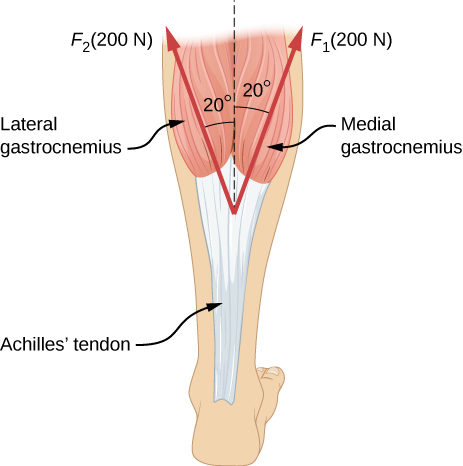 F₂(200 N)
F₁(200 N)
20°
20°
Lateral
gastrocnemius
Medial
gastrocnemius
Achilles’ tendon